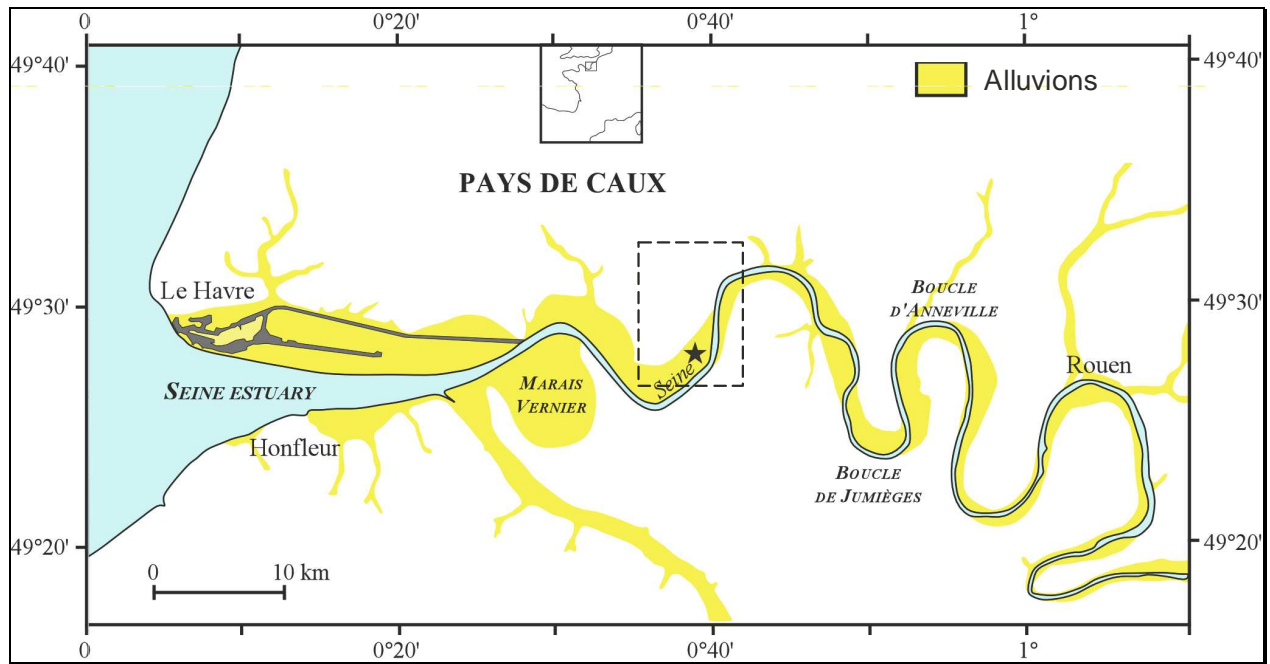 0 0°20' 0°40' 1°
49°40' 49°40'
Alluvions
PAYS DE CAUX
Le Havre
49°30' 49°30'
BOUCLE
D'ANNEVILLE
Rouen
SEINE ESTUARY
MARAIS
VERNIER
Seine
Honfleur
BOUCLE
DE JUMIÈGES
49°20' 49°20'
0 10 km
0 0°20' 0°40' 1°